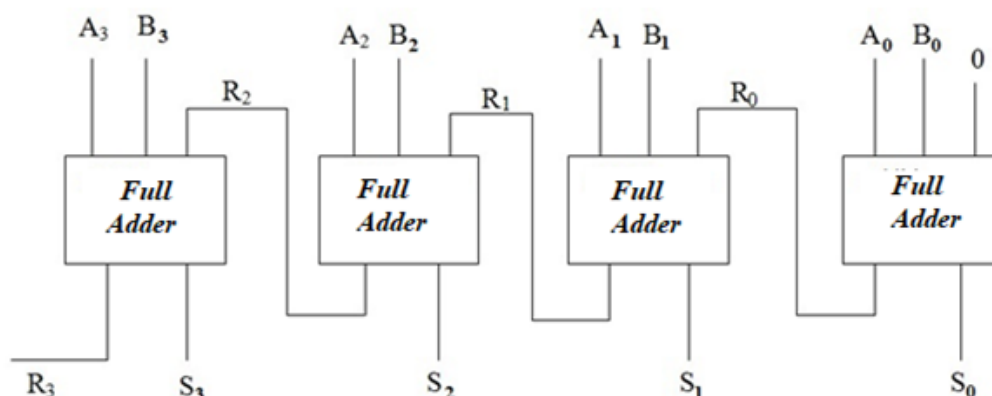 A₃ B₃ A₂ B₂ A₁ B₁ A₀ B₀ 0
R₂ R₁ R₀
Full Adder Full Adder Full Adder Full Adder
R₃ S₃ S₂ S₁ S₀